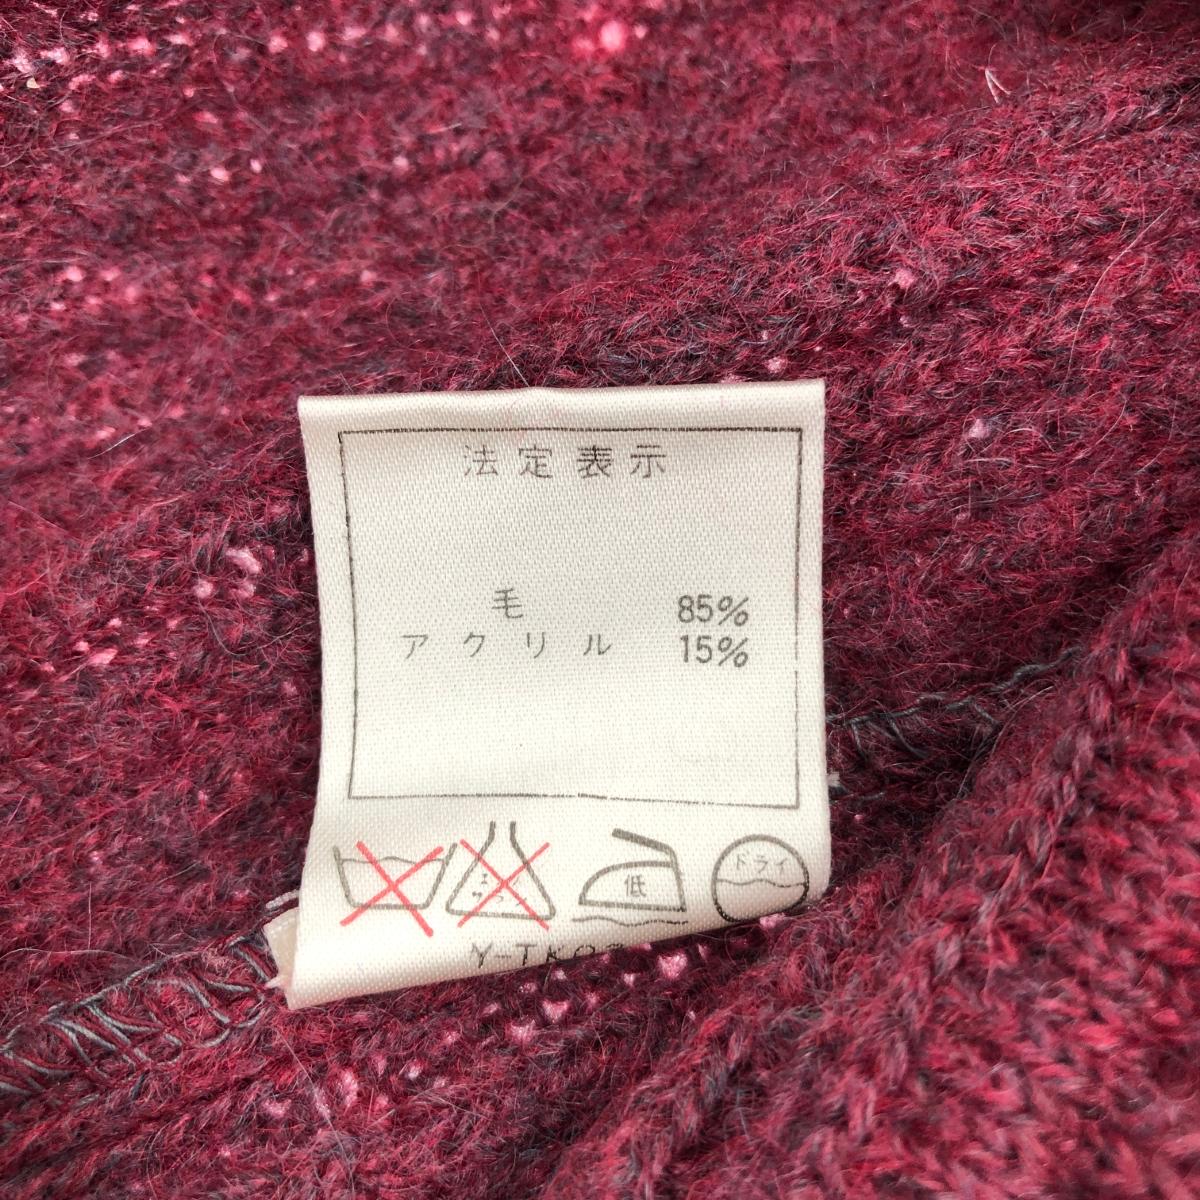 法定表示
毛 85%
アクリル 15%
低
ドライ